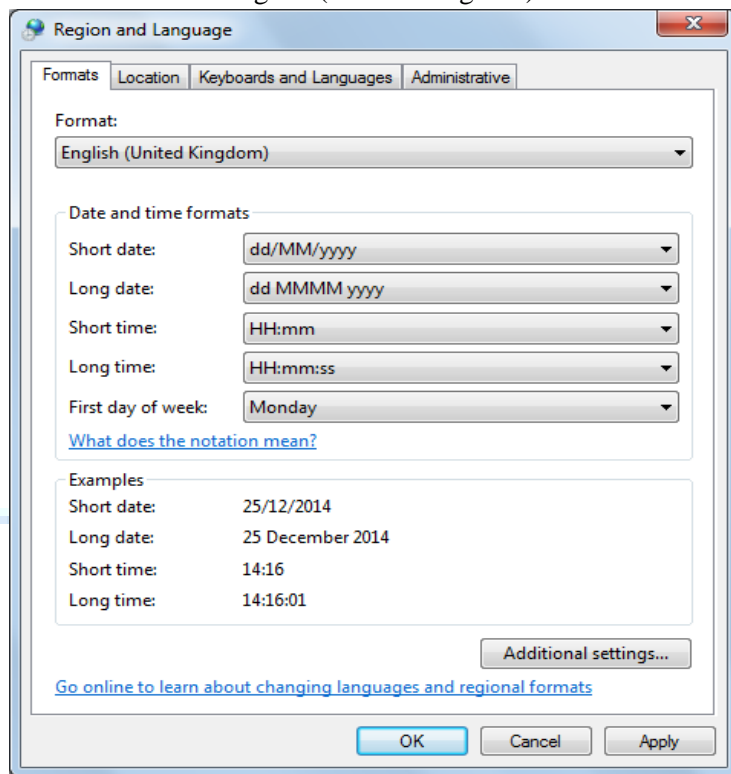 Region and Language
Formats Location Keyboards and Languages Administrative
Format:
English (United Kingdom)
Date and time formats
Short date: dd/MM/yyyy
Long date: dd MMMM yyyy
Short time: HH:mm
Long time: HH:mm:ss
First day of week: Monday
What does the notation mean?
Examples
Short date: 25/12/2014
Long date: 25 December 2014
Short time: 14:16
Long time: 14:16:01
Additional settings...
Go online to learn about changing languages and regional formats
OK Cancel Apply